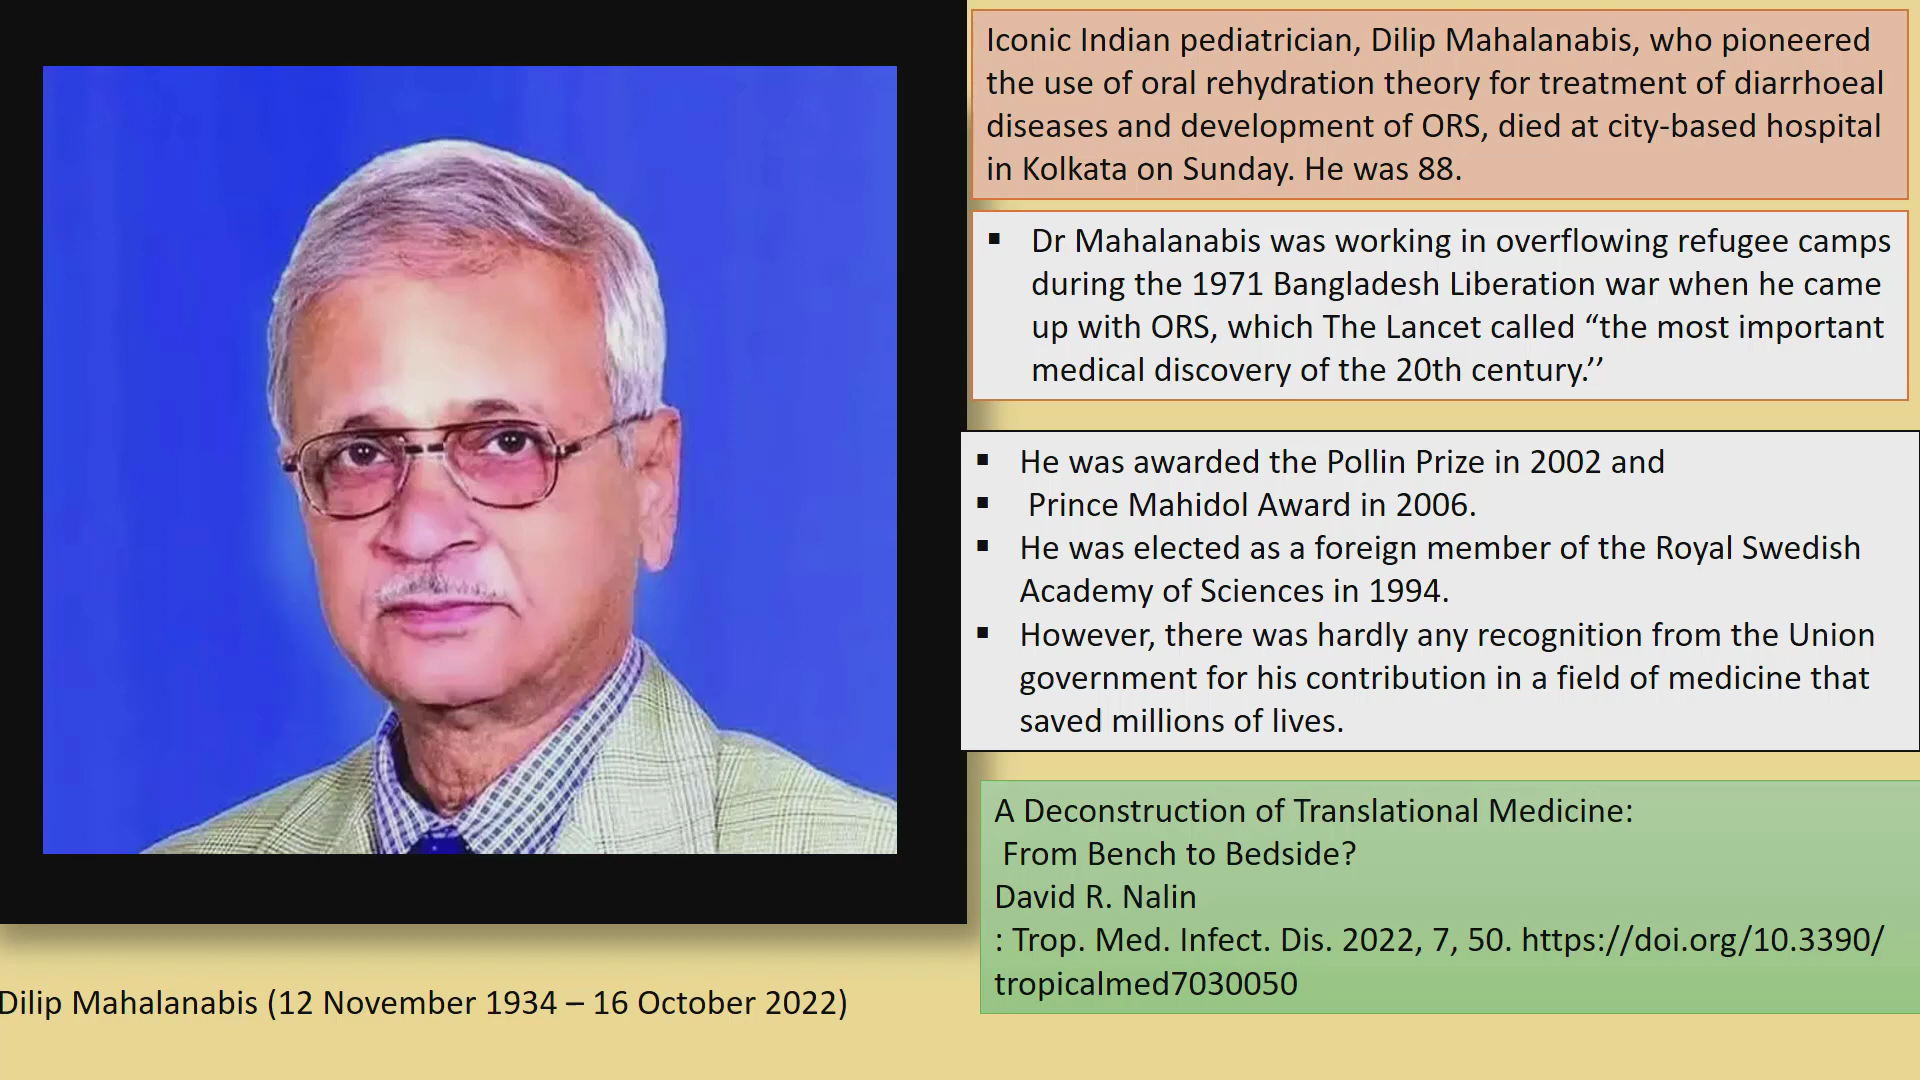 Iconic Indian pediatrician, Dilip Mahalanabis, who pioneered
the use of oral rehydration theory for treatment of diarrhoeal
diseases and development of ORS, died at city-based hospital
in Kolkata on Sunday. He was 88.
▪ Dr Mahalanabis was working in overflowing refugee camps
during the 1971 Bangladesh Liberation war when he came
up with ORS, which The Lancet called “the most important
medical discovery of the 20th century.’’
▪ He was awarded the Pollin Prize in 2002 and
▪ Prince Mahidol Award in 2006.
▪ He was elected as a foreign member of the Royal Swedish
Academy of Sciences in 1994.
▪ However, there was hardly any recognition from the Union
government for his contribution in a field of medicine that
saved millions of lives.
A Deconstruction of Translational Medicine:
From Bench to Bedside?
David R. Nalin
: Trop. Med. Infect. Dis. 2022, 7, 50. https://doi.org/10.3390/
tropicalmed7030050
Dilip Mahalanabis (12 November 1934 – 16 October 2022)